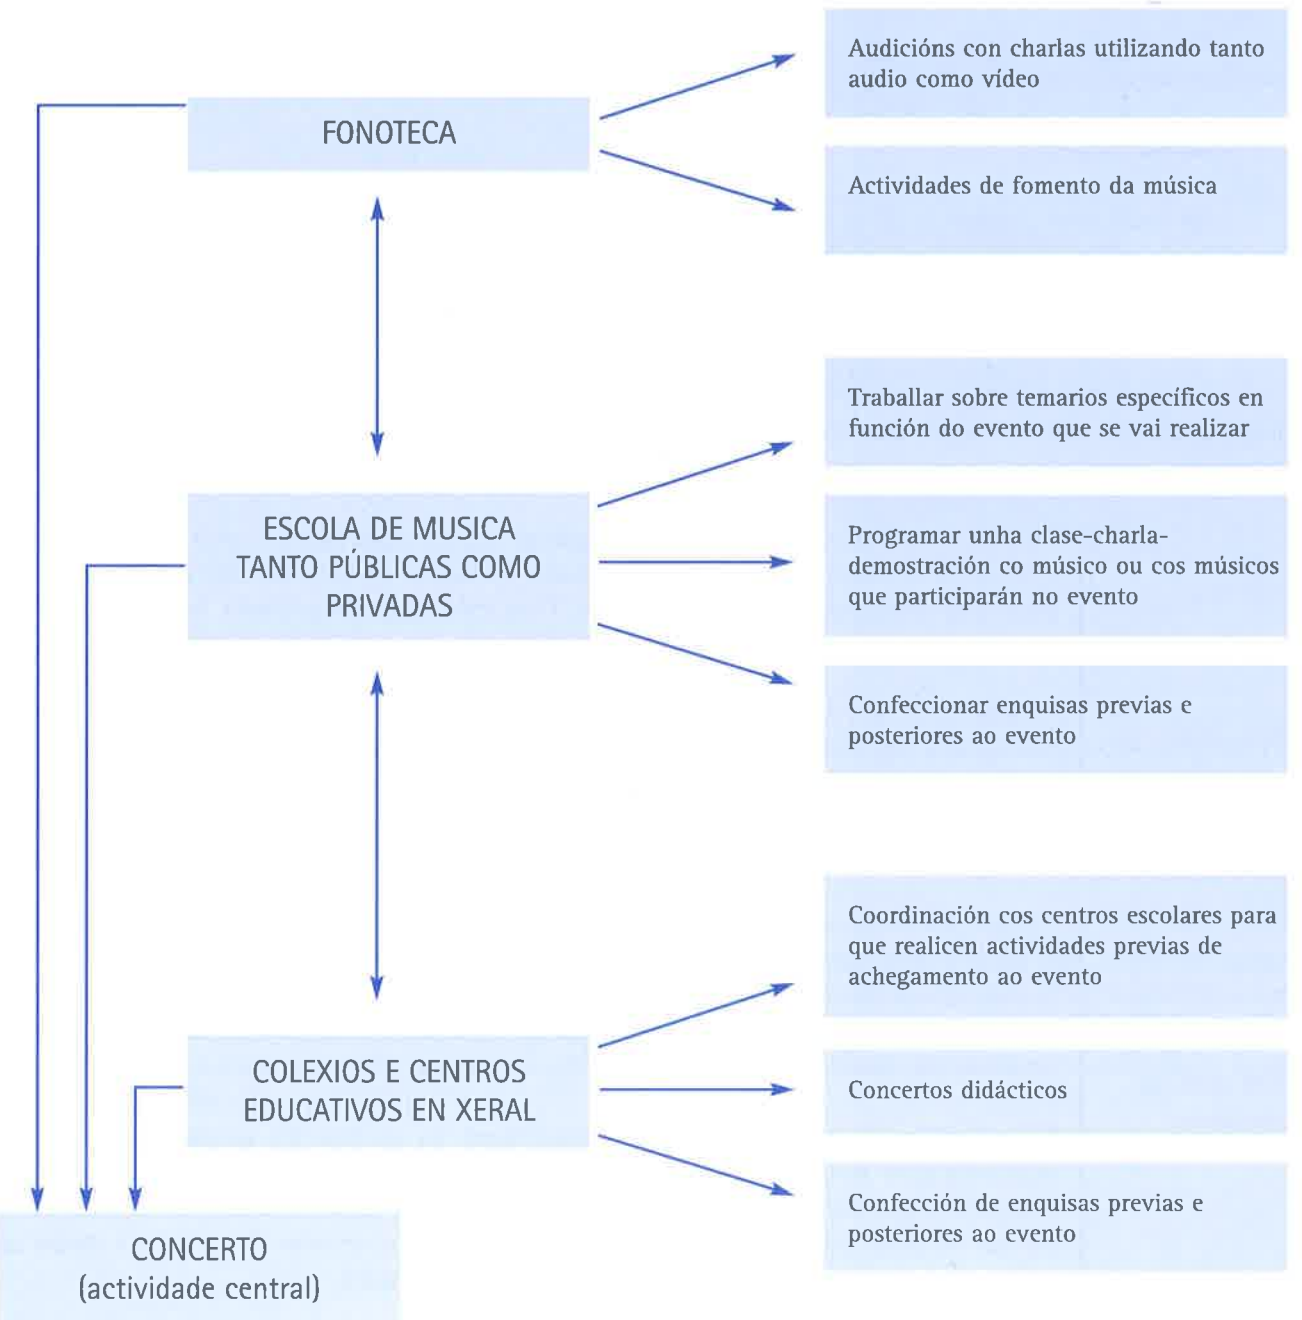 FONOTECA
Audicións con charlas utilizando tanto
audio como vídeo
Actividades de fomento da música
ESCOLA DE MUSICA
TANTO PÚBLICAS COMO
PRIVADAS
Traballar sobre temarios específicos en
función do evento que se vai realizar
Programar unha clase-charla-
demostración co músico ou cos músicos
que participarán no evento
Confeccionar enquisas previas e
posteriores ao evento
COLEXIOS E CENTROS
EDUCATIVOS EN XERAL
Coordinación cos centros escolares para
que realicen actividades previas de
achegamento ao evento
Concertos didácticos
Confección de enquisas previas e
posteriores ao evento
CONCERTO
(actividade central)